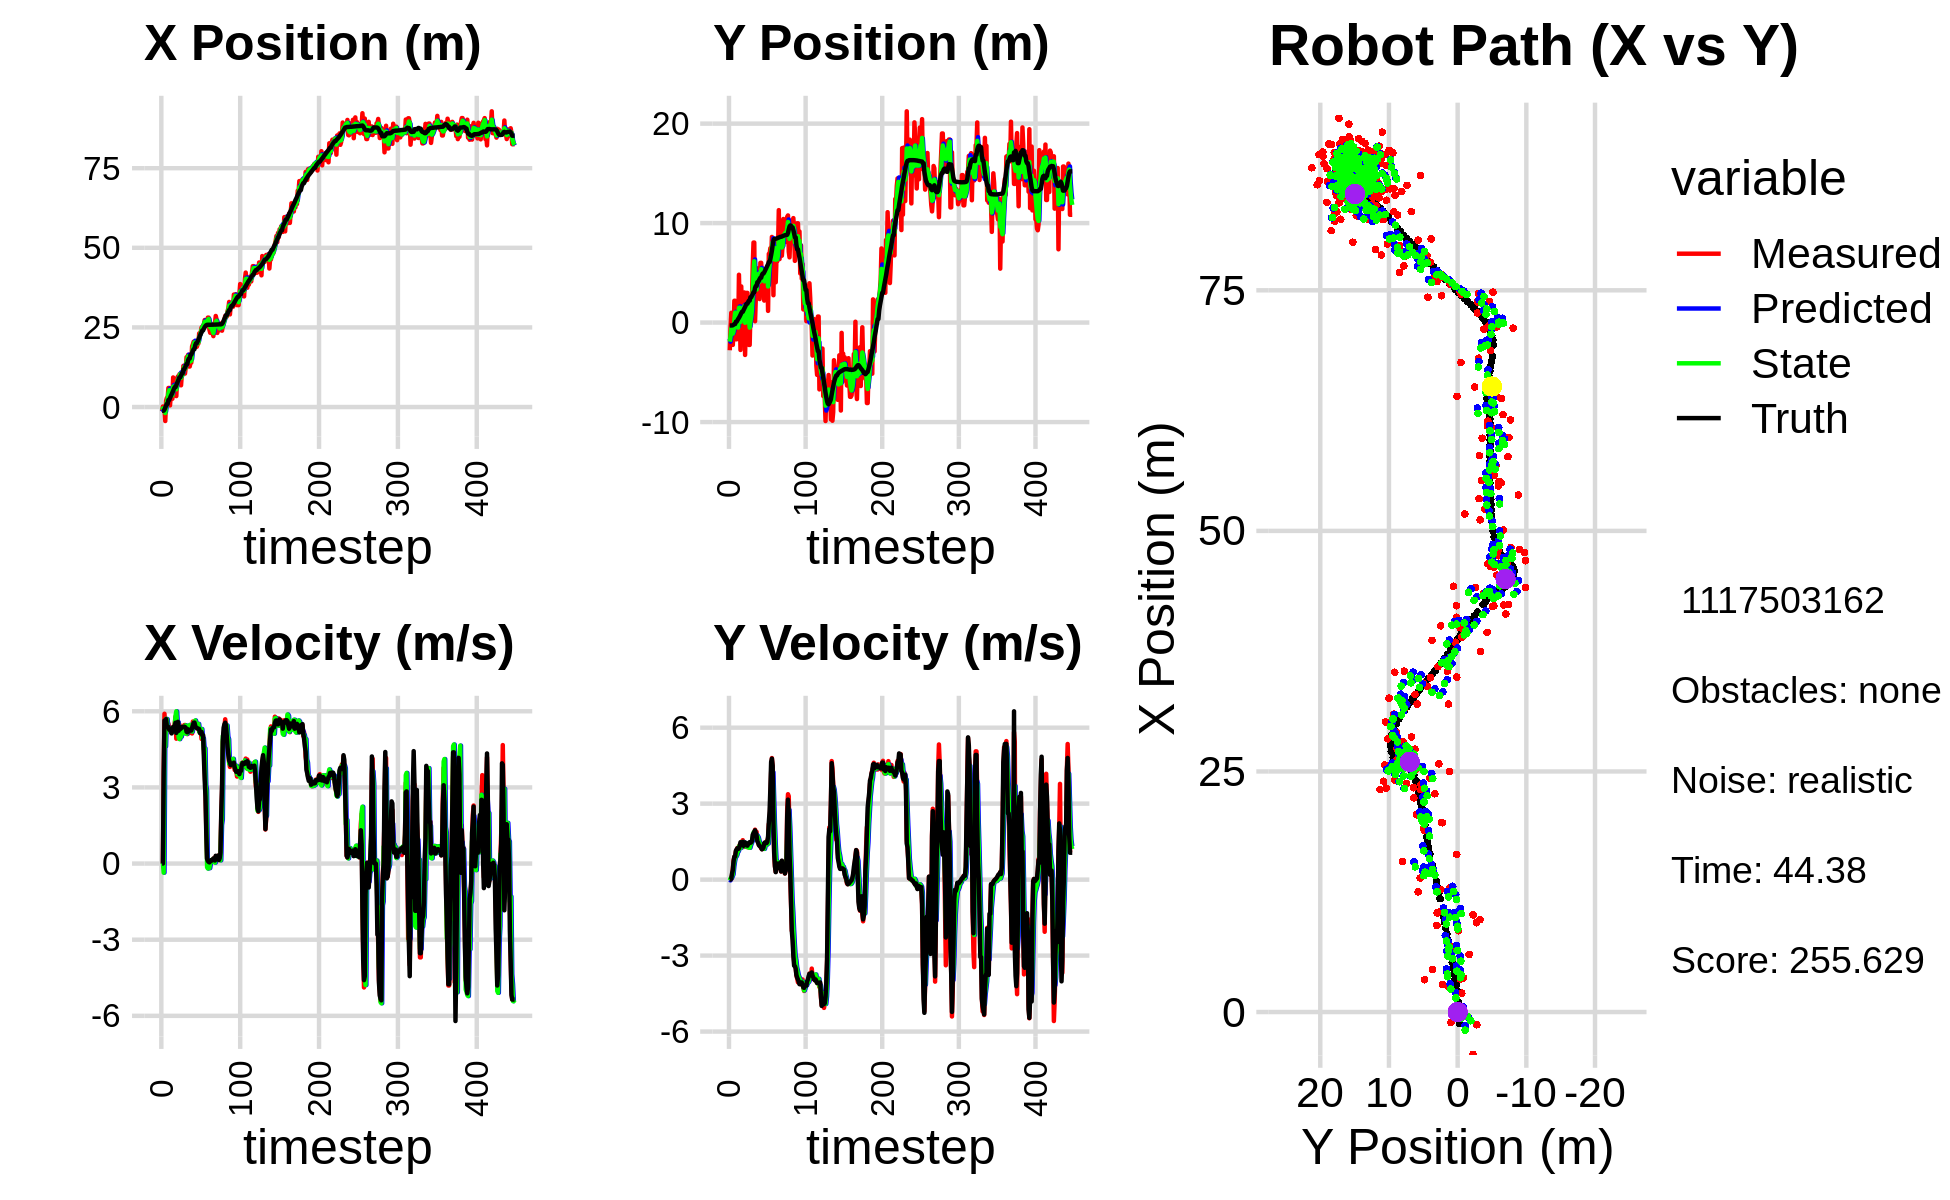 X Position (m)
75
50
25
0
0
100
200
300
400
timestep
Y Position (m)
20
10
0
-10
0
100
200
300
400
timestep
X Velocity (m/s)
6
3
0
-3
-6
0
100
200
300
400
timestep
Y Velocity (m/s)
6
3
0
-3
-6
0
100
200
300
400
timestep
Robot Path (X vs Y)
X Position (m)
75
50
25
0
20 10 0 -10 -20
Y Position (m)
variable
Measured
Predicted
State
Truth
1117503162
Obstacles: none
Noise: realistic
Time: 44.38
Score: 255.629